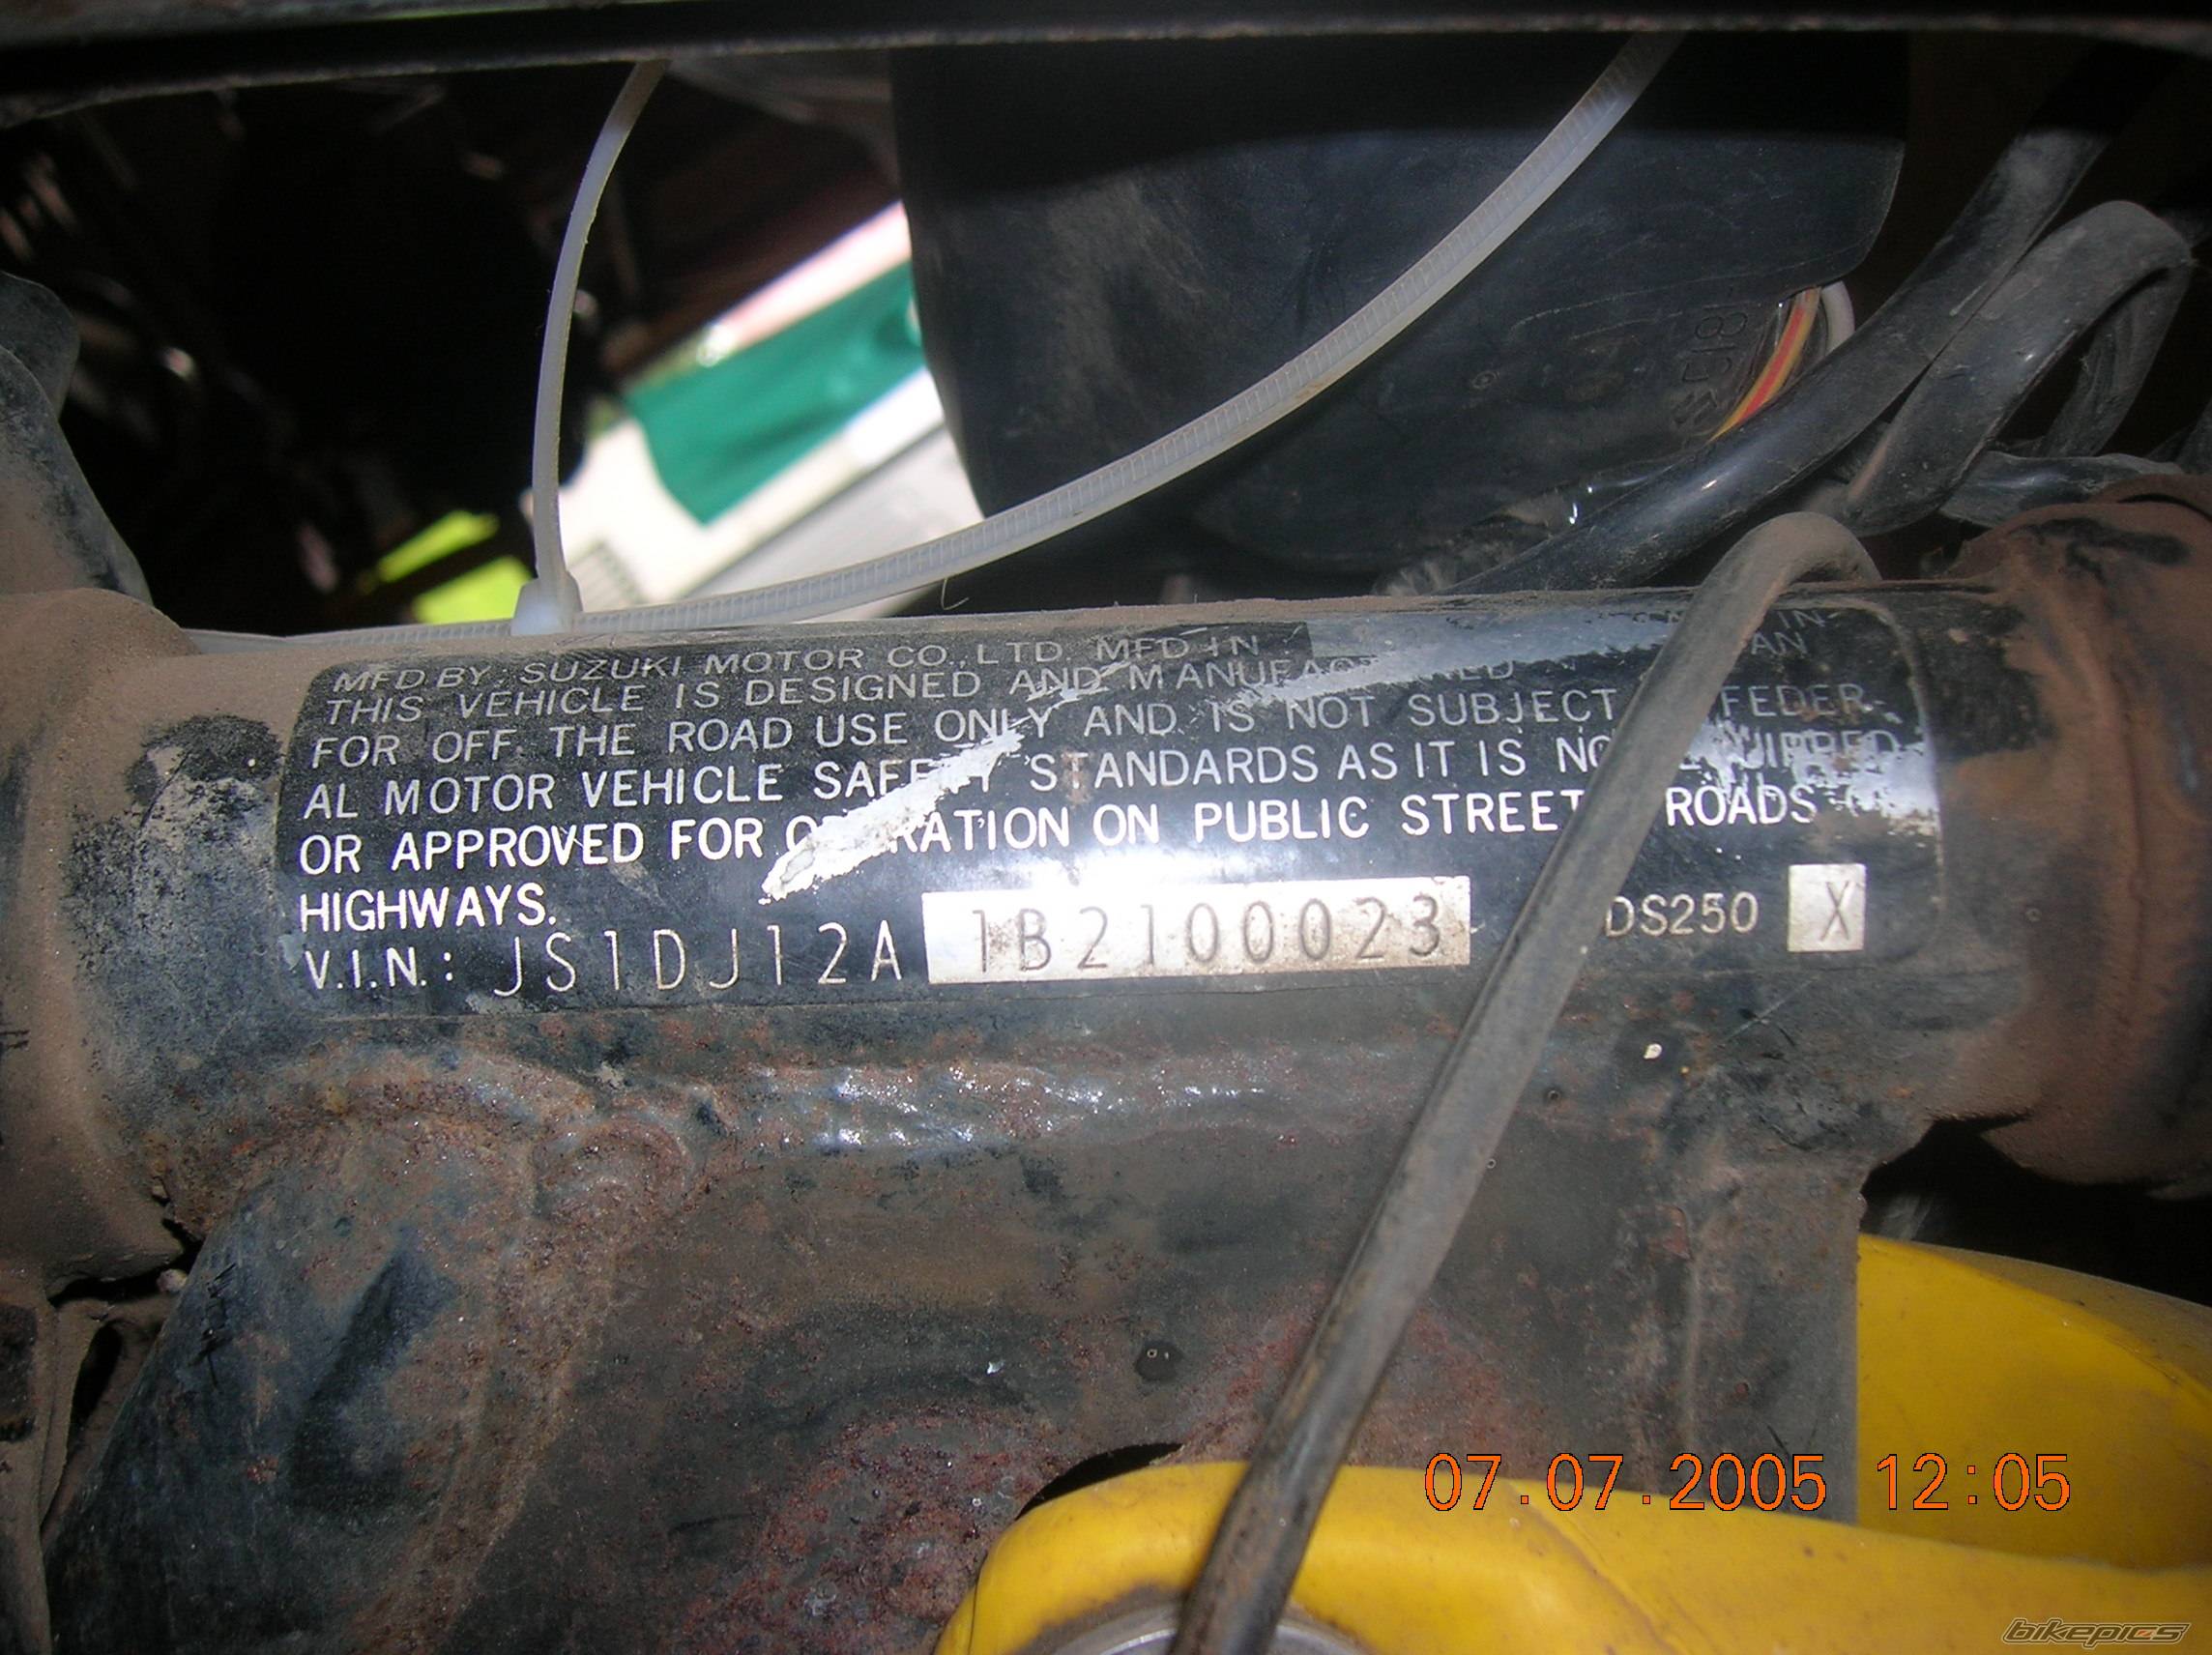 MFD BY: SUZUKI MOTOR CO., LTD. MFD IN IN
THIS VEHICLE IS DESIGNED AND
FOR OFF THE ROAD USE ONLY AND IS NOT SUBJECT FEDER-
AL MOTOR VEHICLE STANDARDS AS IT IS
OR APPROVED FOR ON PUBLIC ROADS
HIGHWAYS.
V.I.N.: JS1DJ12A 1B2100023 DS250 X
07.07.2005 12:05
bikepics